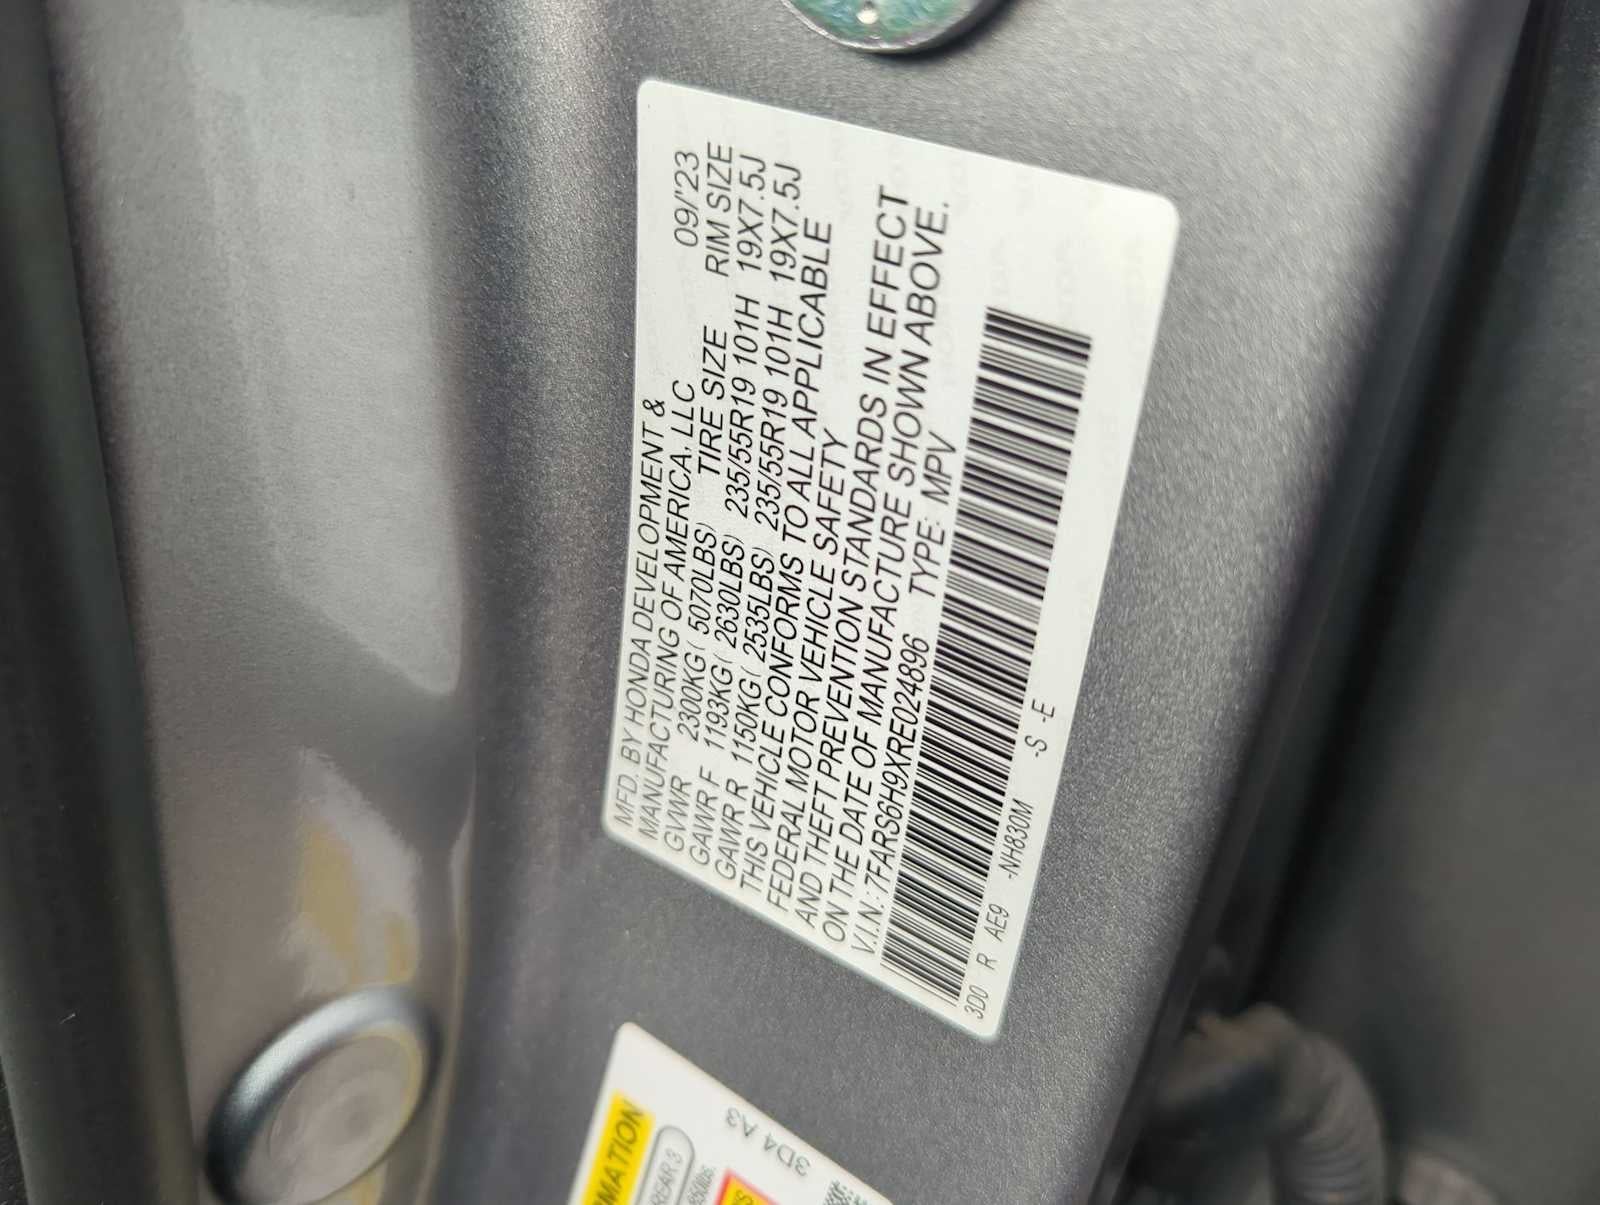 MFD. BY HONDA DEVELOPMENT &
MANUFACTURING OF AMERICA, LLC 09/'23
GVWR 2300KG ( 5070LBS) TIRE SIZE RIM SIZE
GAWR F 1193KG ( 2630LBS) 235/55R19 101H 19X7.5J
GAWR R 1150KG ( 2535LBS) 235/55R19 101H 19X7.5J
THIS VEHICLE CONFORMS TO ALL APPLICABLE
FEDERAL MOTOR VEHICLE SAFETY
AND THEFT PREVENTION STANDARDS IN EFFECT
ON THE DATE OF MANUFACTURE SHOWN ABOVE.
V.I.N.: 7FARS6H9XRE024896 TYPE: MPV
3D0 R AE9 -NH830M -S -E
REAR 3
3D4 A3